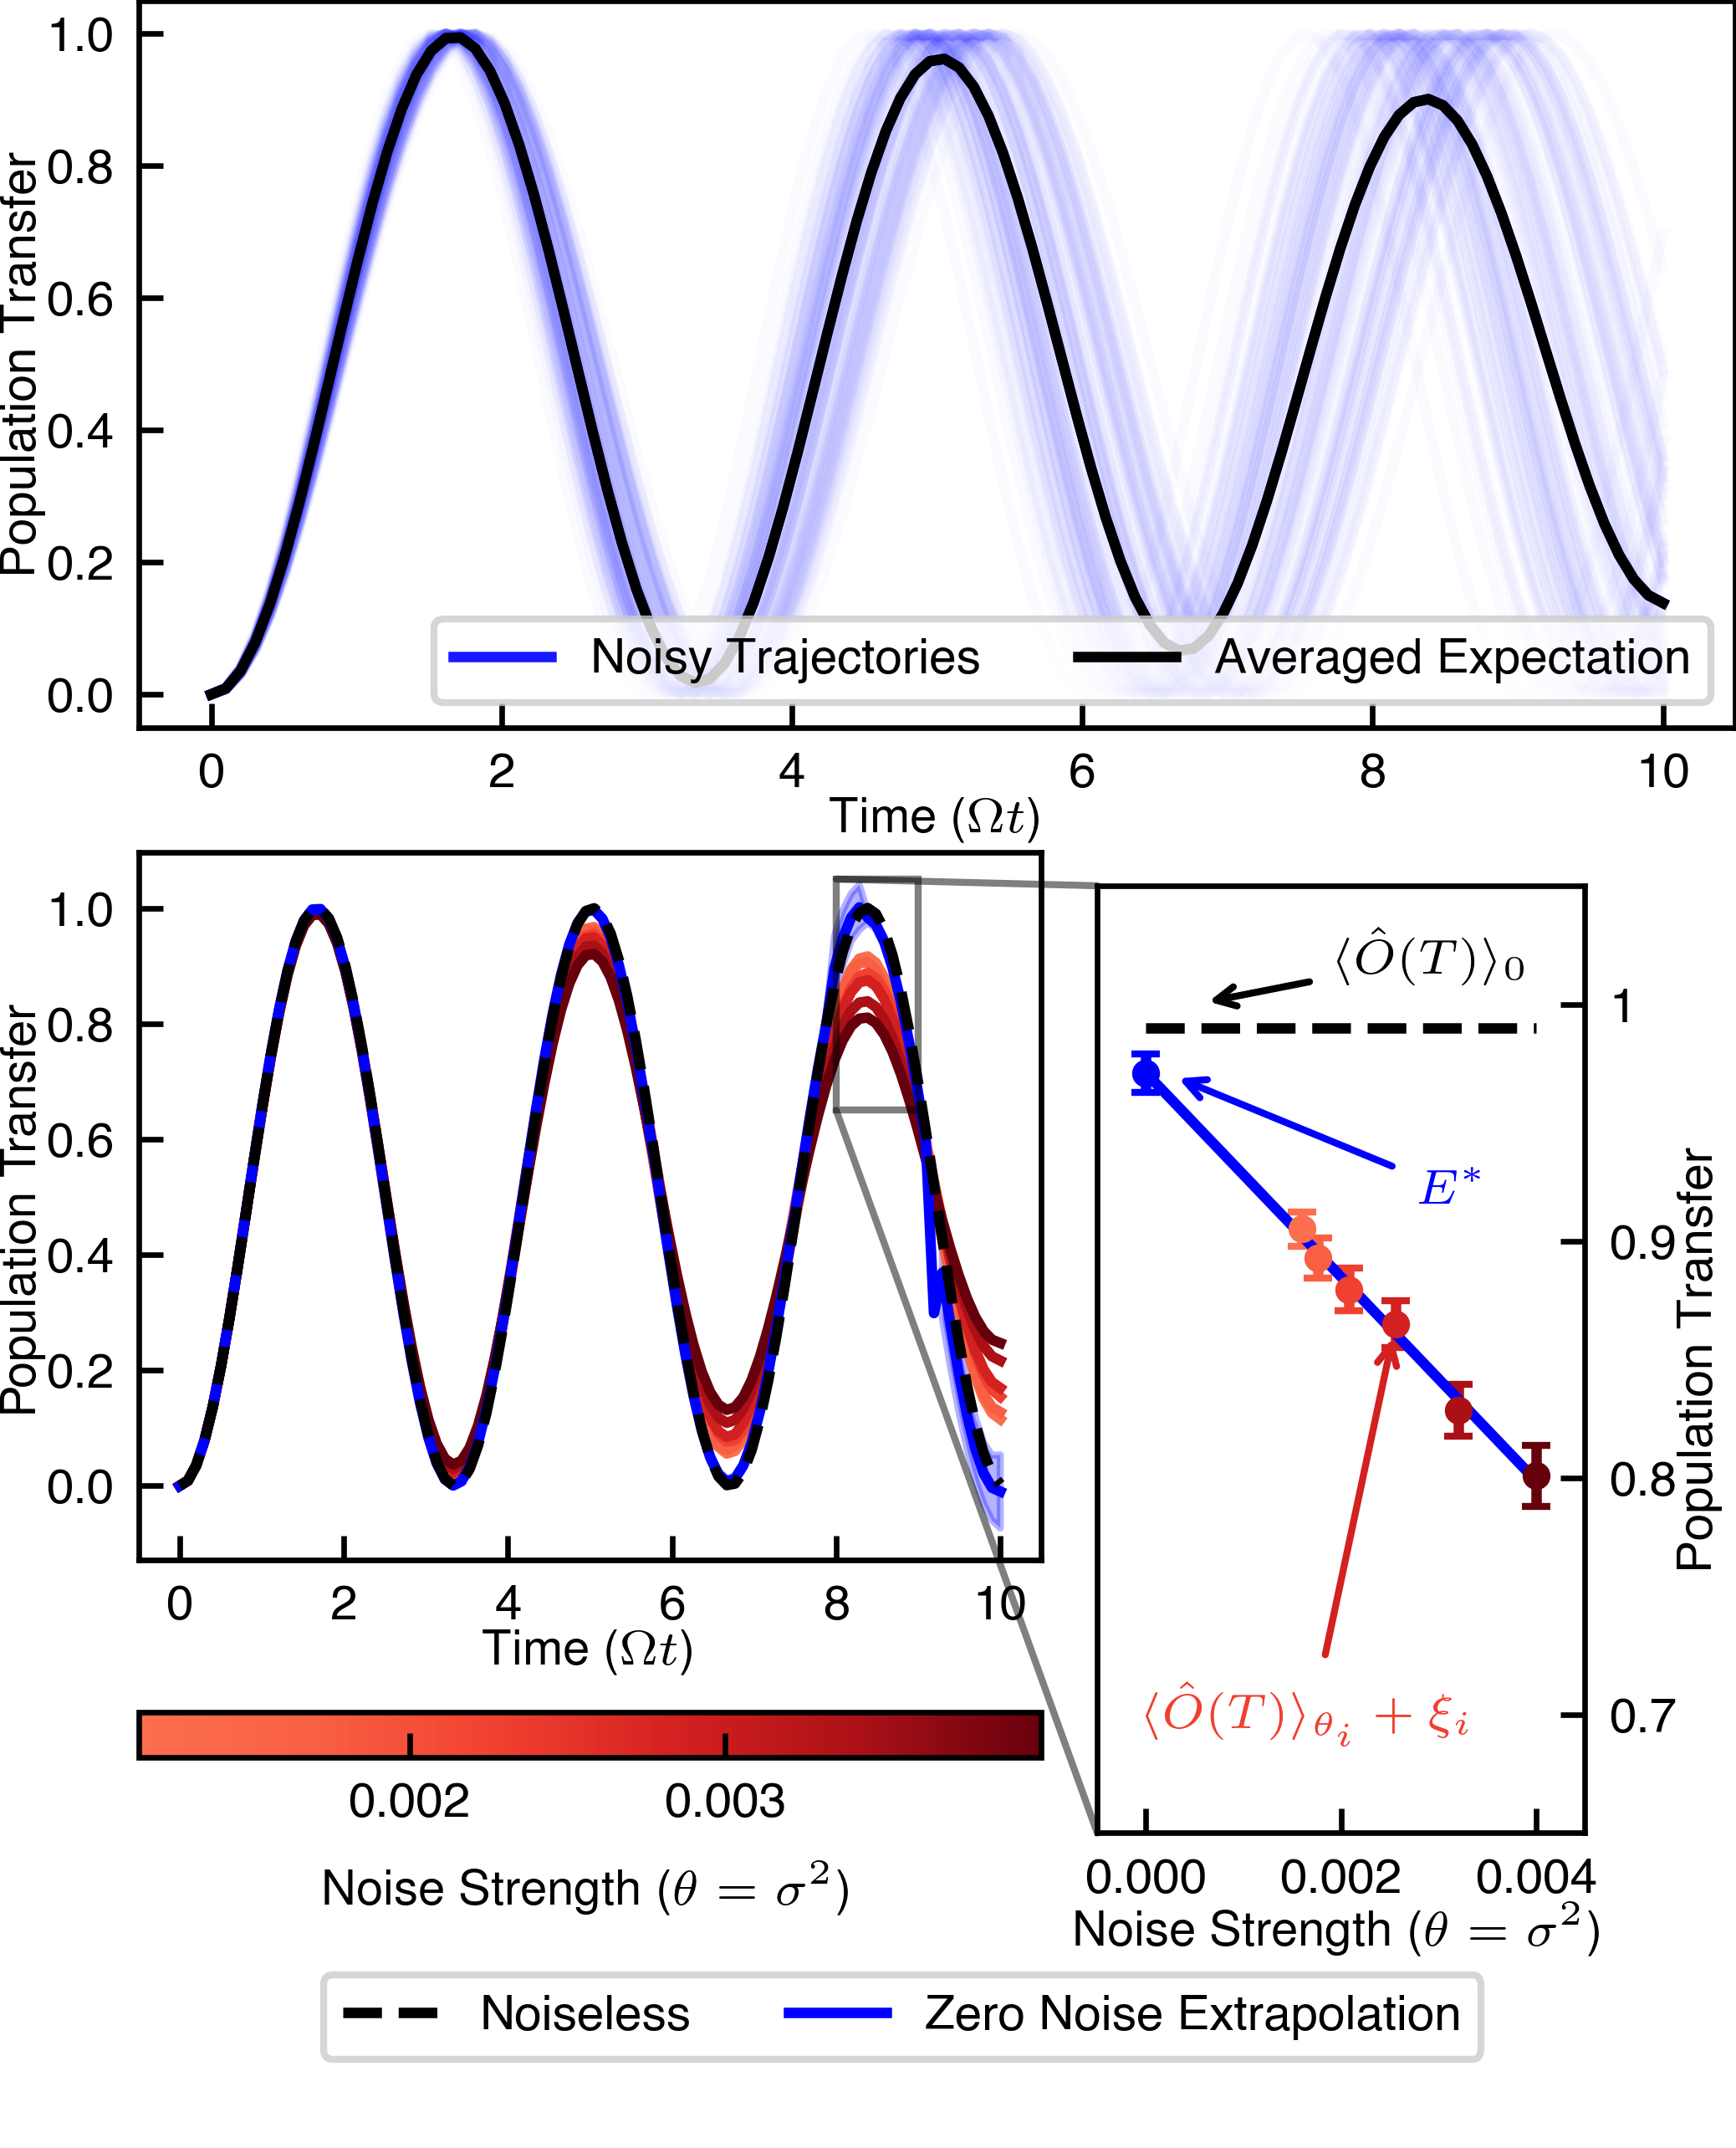 Population Transfer
1.0
0.8
0.6
0.4
0.2
0.0
Noisy Trajectories Averaged Expectation
0 2 4 6 8 10
Time (Ωt)
Population Transfer
1.0
0.8
0.6
0.4
0.2
0.0
0 2 4 6 8 10
Time (Ωt)
0.002 0.003
Noise Strength (θ = σ²)
⟨Ô(T)⟩₀
E*
⟨Ô(T)⟩_θᵢ + ξᵢ
1
0.9
0.8
0.7
Population Transfer
0.000 0.002 0.004
Noise Strength (θ = σ²)
Noiseless Zero Noise Extrapolation